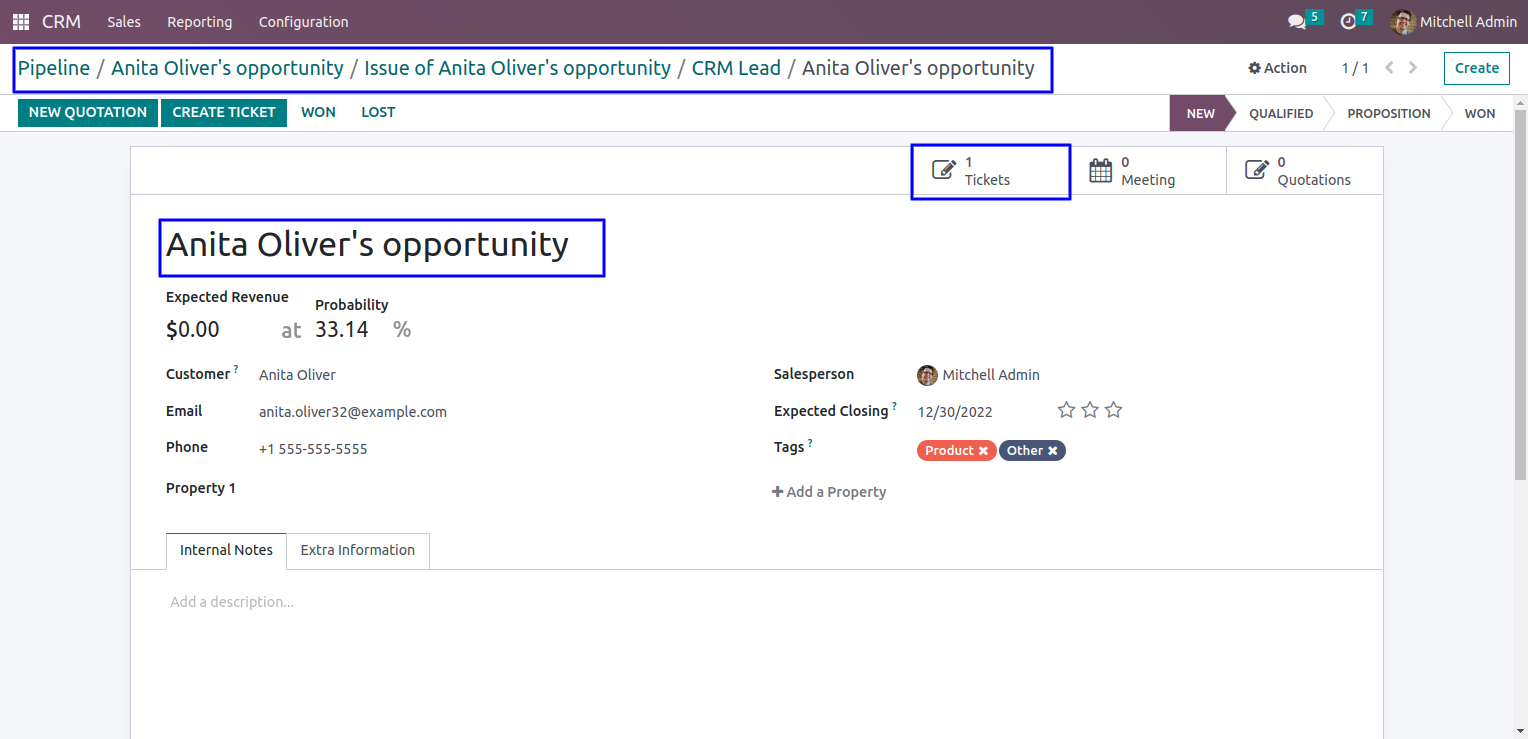 CRM Sales Reporting Configuration 5 7 Mitchell Admin
Pipeline / Anita Oliver's opportunity / Issue of Anita Oliver's opportunity / CRM Lead / Anita Oliver's opportunity Action 1 / 1 Create
NEW QUOTATION CREATE TICKET WON LOST NEW QUALIFIED PROPOSITION WON
1 Tickets
0 Meeting
0 Quotations
Anita Oliver's opportunity
Expected Revenue Probability
$0.00 at 33.14 %
Customer ? Anita Oliver
Email anita.oliver32@example.com
Phone +1 555-555-5555
Property 1
Salesperson Mitchell Admin
Expected Closing ? 12/30/2022
Tags ? Product Other
Add a Property
Internal Notes Extra Information
Add a description...